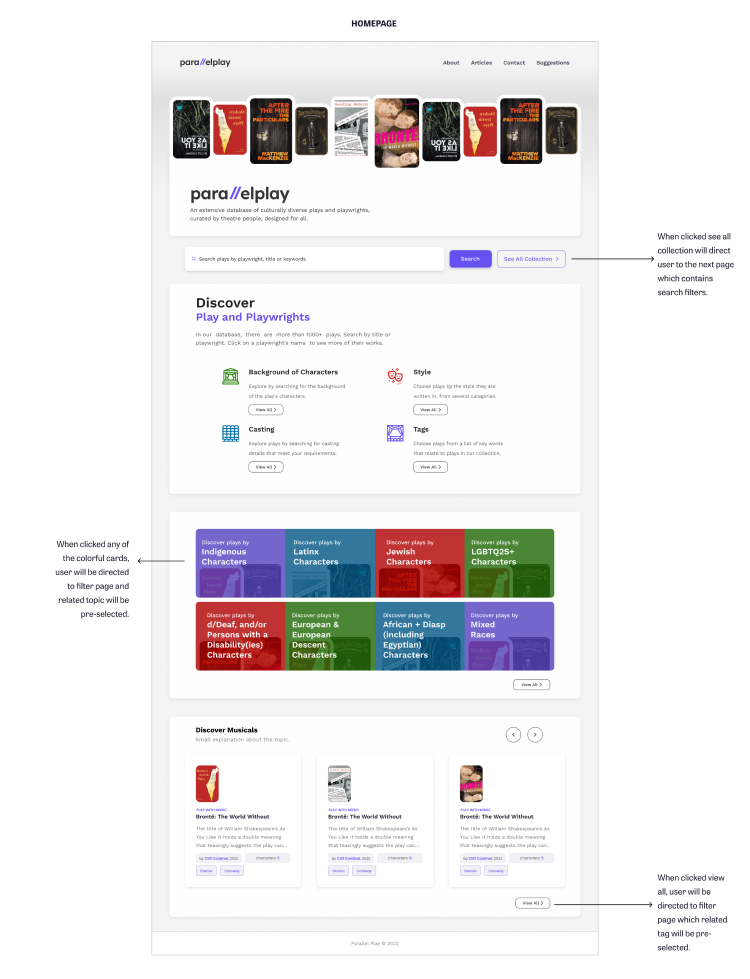 HOMEPAGE
para//elplay
About Articles Contact Suggestions
AS YOU
LIKE IT
Modern
Jewish
Plays
AFTER
THE FIRE
THE
PARTICULARS
MATTHEW
MacKENZIE
BRONTË
AS YOU
LIKE IT
Modern
Jewish
Plays
AFTER
THE FIRE
THE
PARTICULARS
MATTHEW
MacKENZIE
para//elplay
An extensive database of culturally diverse plays and playwrights,
curated by theatre people, designed for all.
Search plays by playwright, title or keywords
Search
See All Collection
When clicked see all
collection will direct
user to the next page
which contains
search filters.
Discover
Play and Playwrights
In our database, there are more than 1000+ plays. Search by title or
playwright. Click on a playwright's name to see more of their works.
Background of Characters
Explore by searching for the background
of the play's characters.
View All
Style
Choose plays by the style they are
written in, from several categories.
View All
Casting
Explore plays by searching for casting
details that meet your requirements.
View All
Tags
Choose plays from a list of key words
that relate to plays in our collection.
View All
When clicked any of
the colorful cards,
user will be directed
to filter page and
related topic will be
pre-selected.
Discover plays by
Indigenous
Characters
Discover plays by
Latinx
Characters
Discover plays by
Jewish
Characters
Discover plays by
LGBTQ2S+
Characters
Discover plays by
d/Deaf, and/or
Persons with a
Disability(ies)
Characters
Discover plays by
European &
European
Descent
Characters
Discover plays by
African + Diasp
(including
Egyptian)
Characters
Discover plays by
Mixed
Races
View All
Discover Musicals
Small explanation about the topic.
PLAY WITH MUSIC
Brontë: The World Without
The title of William Shakespeare's As
You Like It holds a double meaning
that teasingly suggests the play can...
by Cliff Cardinal, 2022 Characters: 5
Drama Comedy
PLAY WITH MUSIC
Brontë: The World Without
The title of William Shakespeare's As
You Like It holds a double meaning
that teasingly suggests the play can...
by Cliff Cardinal, 2022 Characters: 5
Drama Comedy
PLAY WITH MUSIC
Brontë: The World Without
The title of William Shakespeare's As
You Like It holds a double meaning
that teasingly suggests the play can...
by Cliff Cardinal, 2022 Characters: 5
Drama Comedy
View All
When clicked view
all, user will be
directed to filter
page which related
tag will be pre-
selected.
Parallel Play © 2022